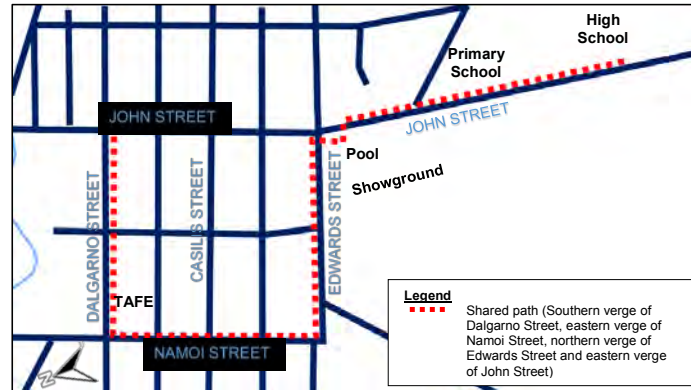 High
School
Primary
School
JOHN STREET
JOHN STREET
Pool
Showground
DALGARNO STREET
CASILIS STREET
EDWARDS STREET
TAFE
NAMOI STREET
N
Legend
Shared path (Southern verge of
Dalgarno Street, eastern verge of
Namoi Street, northern verge of
Edwards Street and eastern verge
of John Street)